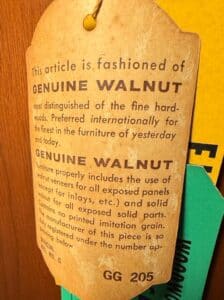 This article is fashioned of
GENUINE WALNUT
most distinguished of the fine hard-
woods. Preferred internationally for
the finest in the furniture of yesterday
and today.
GENUINE WALNUT
furniture properly includes the use of
walnut veneers for all exposed panels
(except for inlays, etc.) and solid
walnut for all exposed solid parts.
no printed imitation grain.
The manufacturer of this piece is so
registered under the number ap-
below
GG 205